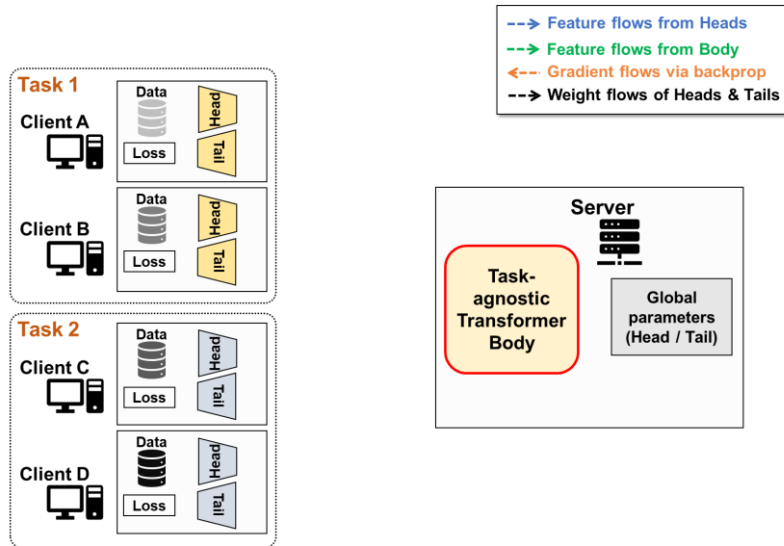 Feature flows from Heads
Feature flows from Body
Gradient flows via backprop
Weight flows of Heads & Tails
Task 1
Client A
Data
Head
Loss
Tail
Client B
Data
Head
Loss
Tail
Task 2
Client C
Data
Head
Loss
Tail
Client D
Data
Head
Loss
Tail
Server
Task-
agnostic
Transformer
Body
Global
parameters
(Head / Tail)